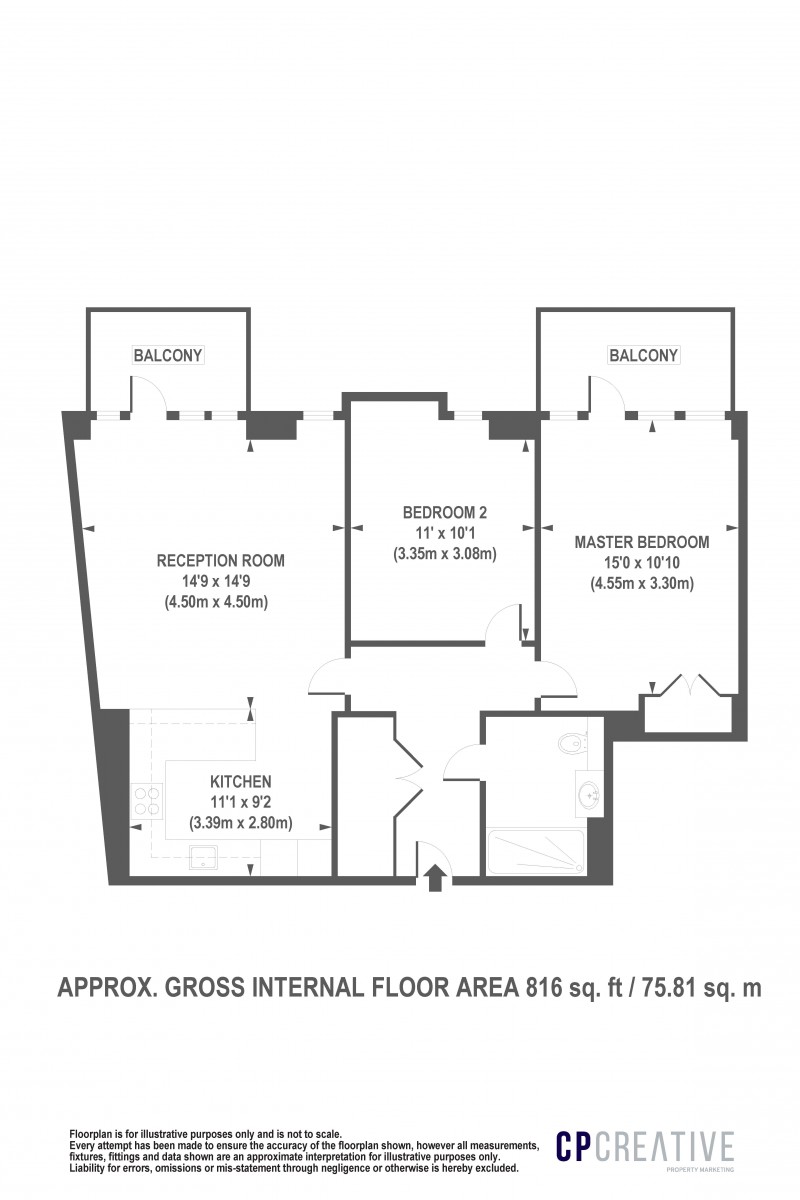 BALCONY
BALCONY
BEDROOM 2
11' x 10'1
(3.35m x 3.08m)
MASTER BEDROOM
15'0 x 10'10
(4.55m x 3.30m)
RECEPTION ROOM
14'9 x 14'9
(4.50m x 4.50m)
KITCHEN
11'1 x 9'2
(3.39m x 2.80m)
APPROX. GROSS INTERNAL FLOOR AREA 816 sq. ft / 75.81 sq. m
Floorplan is for illustrative purposes only and is not to scale.
Every attempt has been made to ensure the accuracy of the floorplan shown, however all measurements,
fixtures, fittings and data shown are an approximate interpretation for illustrative purposes only.
Liability for errors, omissions or mis-statement through negligence or otherwise is hereby excluded.
CPCREATIVE
PROPERTY MARKETING